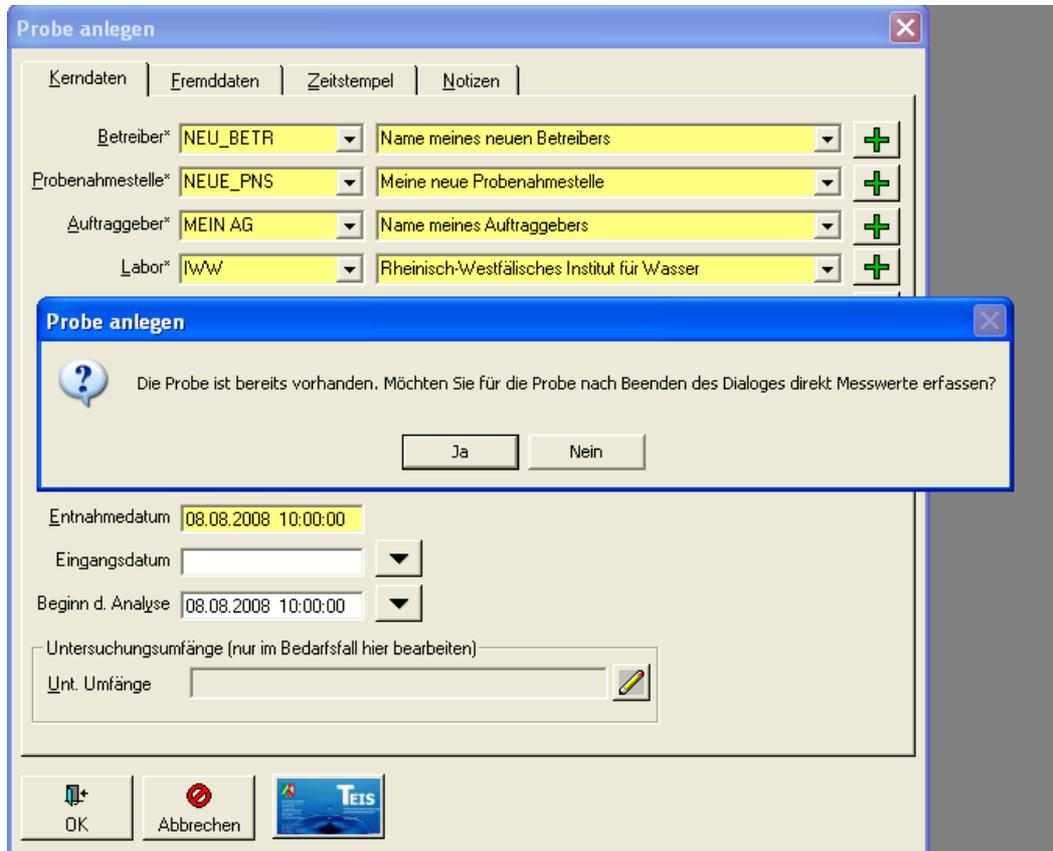 Probe anlegen
Kerndaten Fremddaten Zeitstempel Notizen
Betreiber* NEU_BETR Name meines neuen Betreibers
Probenahmestelle* NEUE_PNS Meine neue Probenahmestelle
Auftraggeber* MEIN AG Name meines Auftraggebers
Labor* IWW Rheinisch-Westfälisches Institut für Wasser
Probe anlegen
Die Probe ist bereits vorhanden. Möchten Sie für die Probe nach Beenden des Dialoges direkt Messwerte erfassen?
Ja Nein
Entnahmedatum 08.08.2008 10:00:00
Eingangsdatum
Beginn d. Analyse 08.08.2008 10:00:00
Untersuchungsumfänge (nur im Bedarfsfall hier bearbeiten)
Unt. Umfänge
OK Abbrechen TEIS